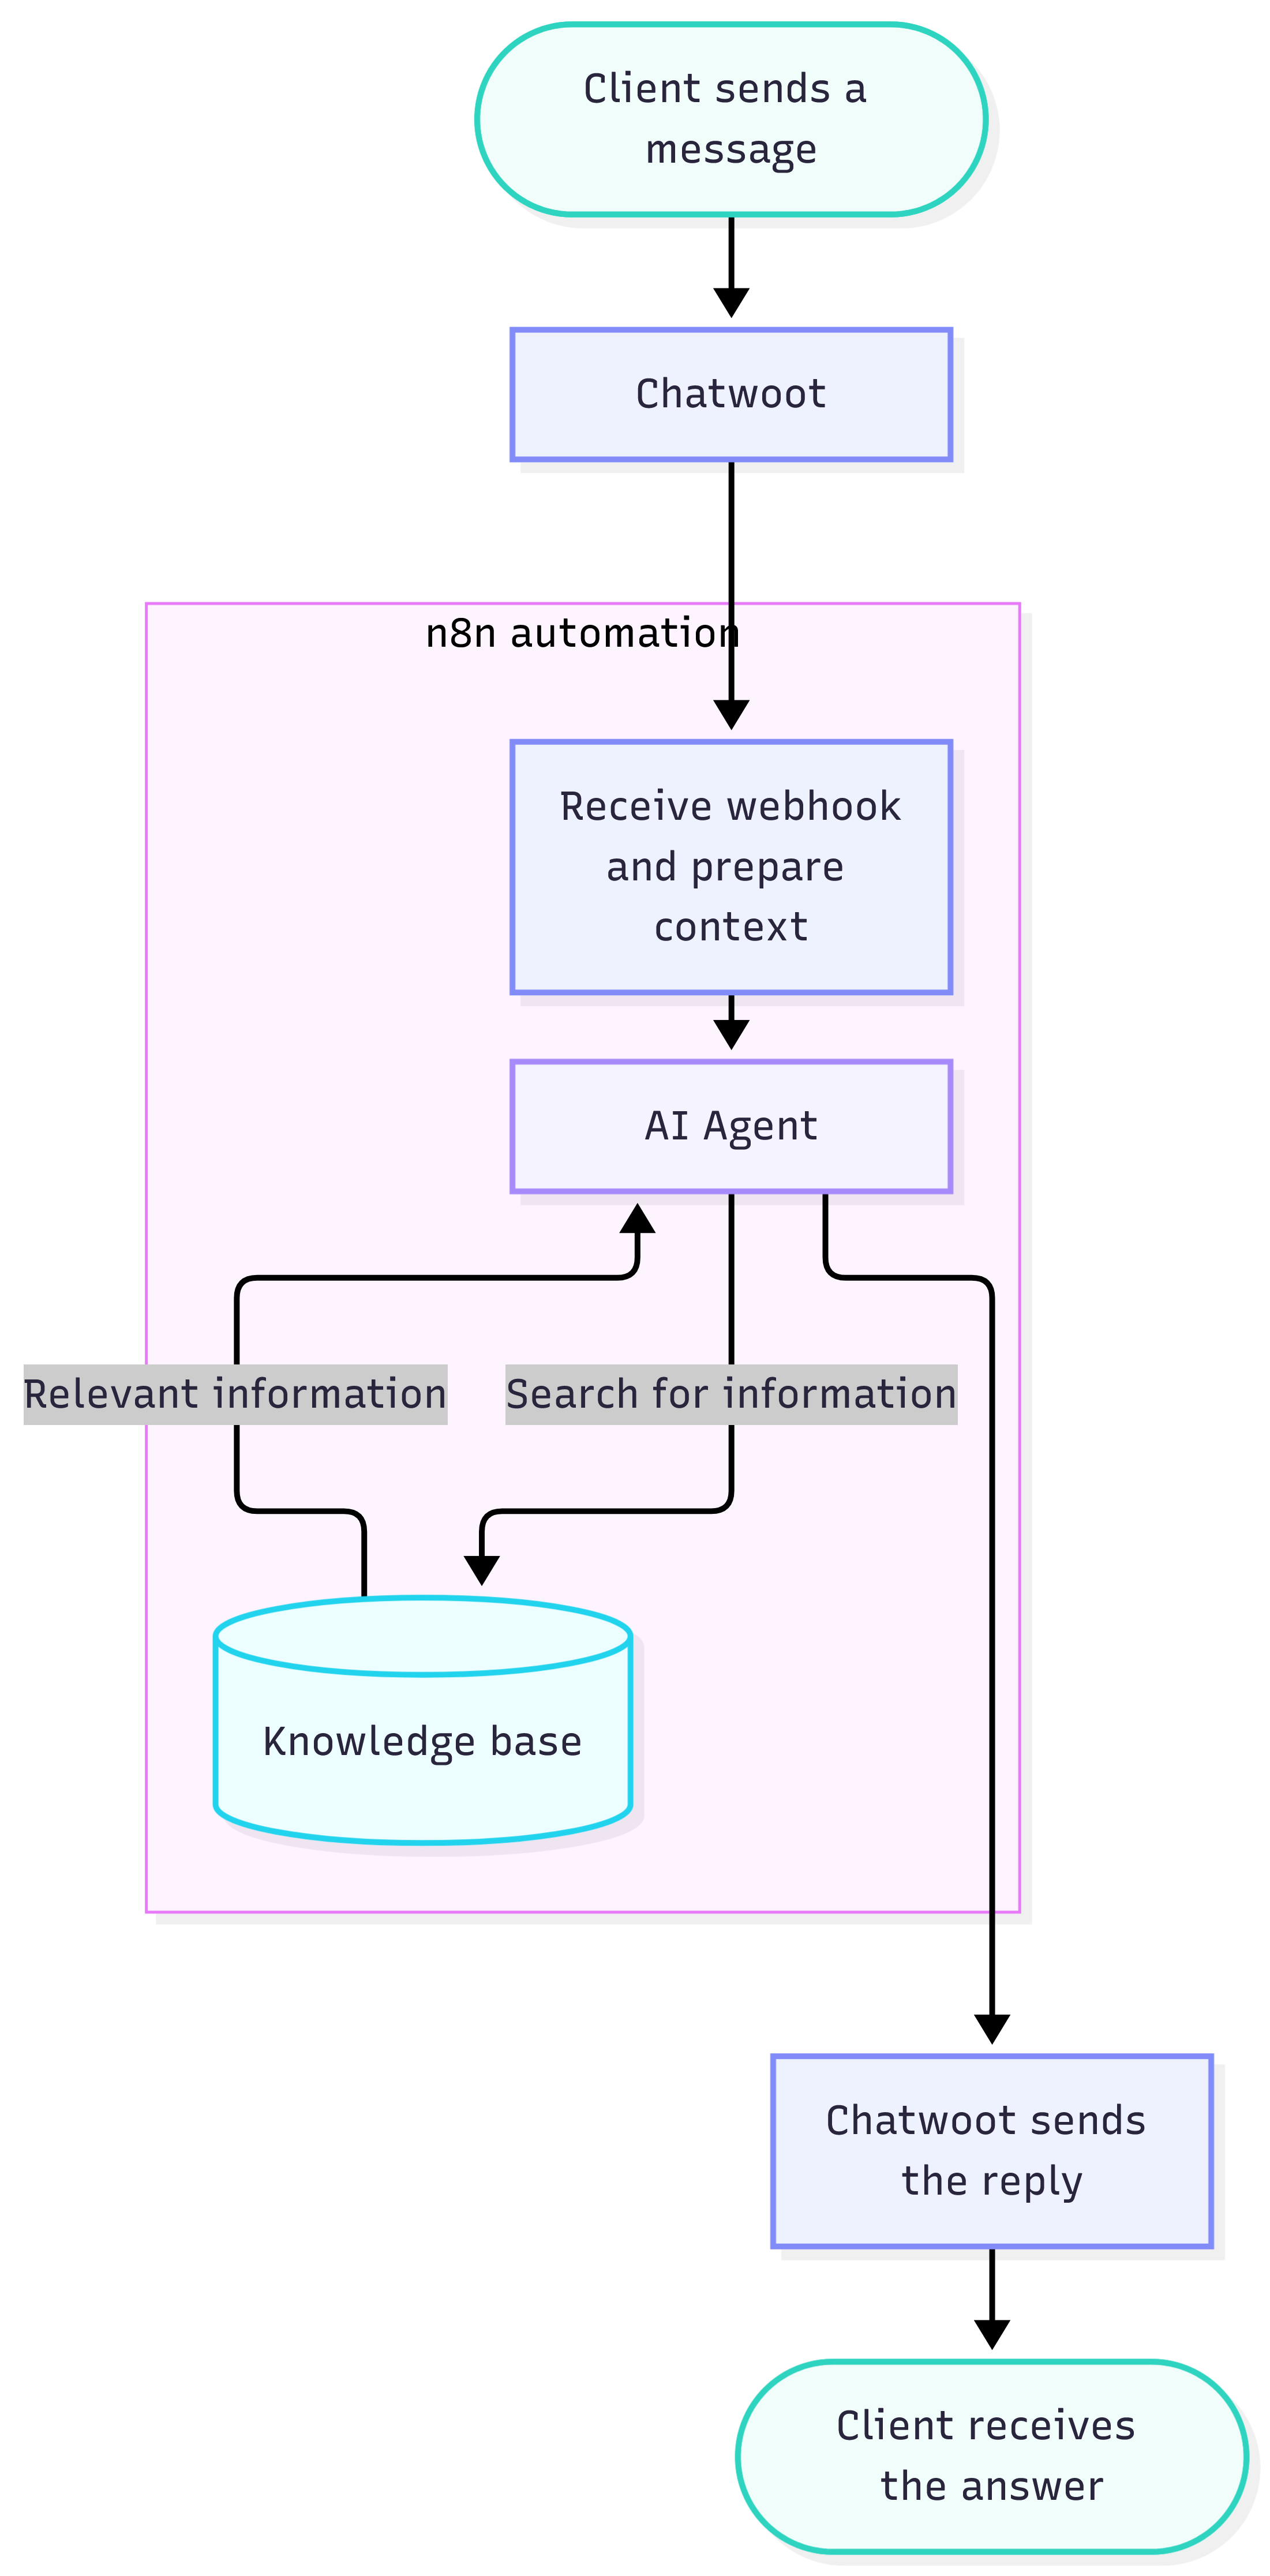 Client sends a
message
Chatwoot
n8n automation
Receive webhook
and prepare
context
AI Agent
Relevant information
Search for information
Knowledge base
Chatwoot sends
the reply
Client receives
the answer